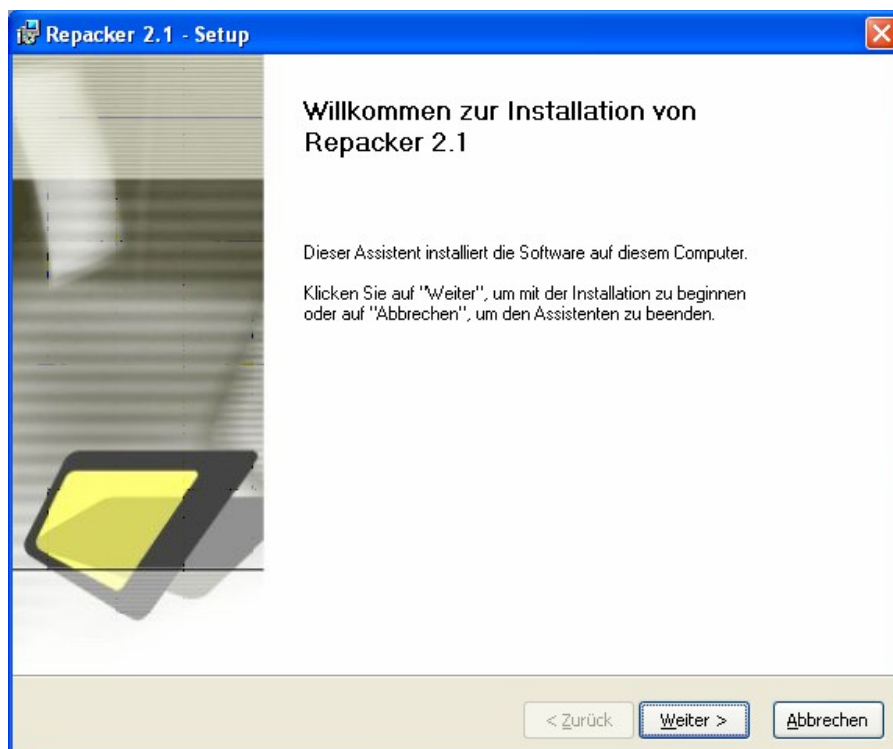 Repacker 2.1 - Setup
Willkommen zur Installation von
Repacker 2.1
Dieser Assistent installiert die Software auf diesem Computer.
Klicken Sie auf "Weiter", um mit der Installation zu beginnen
oder auf "Abbrechen", um den Assistenten zu beenden.
< Zurück
Weiter >
Abbrechen